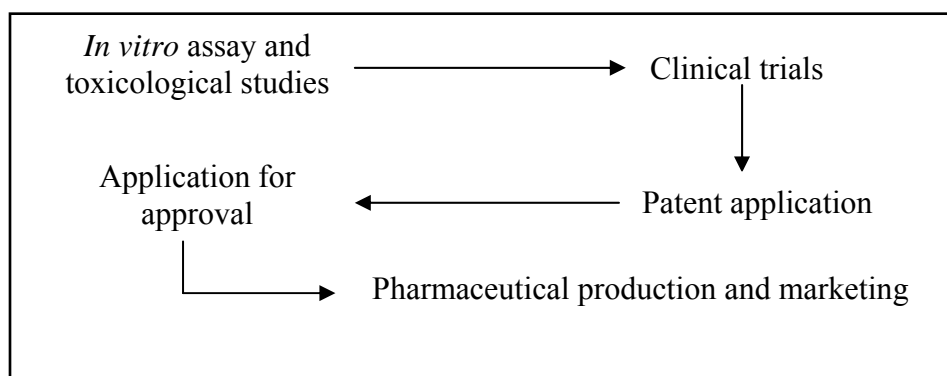 In vitro assay and
toxicological studies
Clinical trials
Application for
approval
Patent application
Pharmaceutical production and marketing